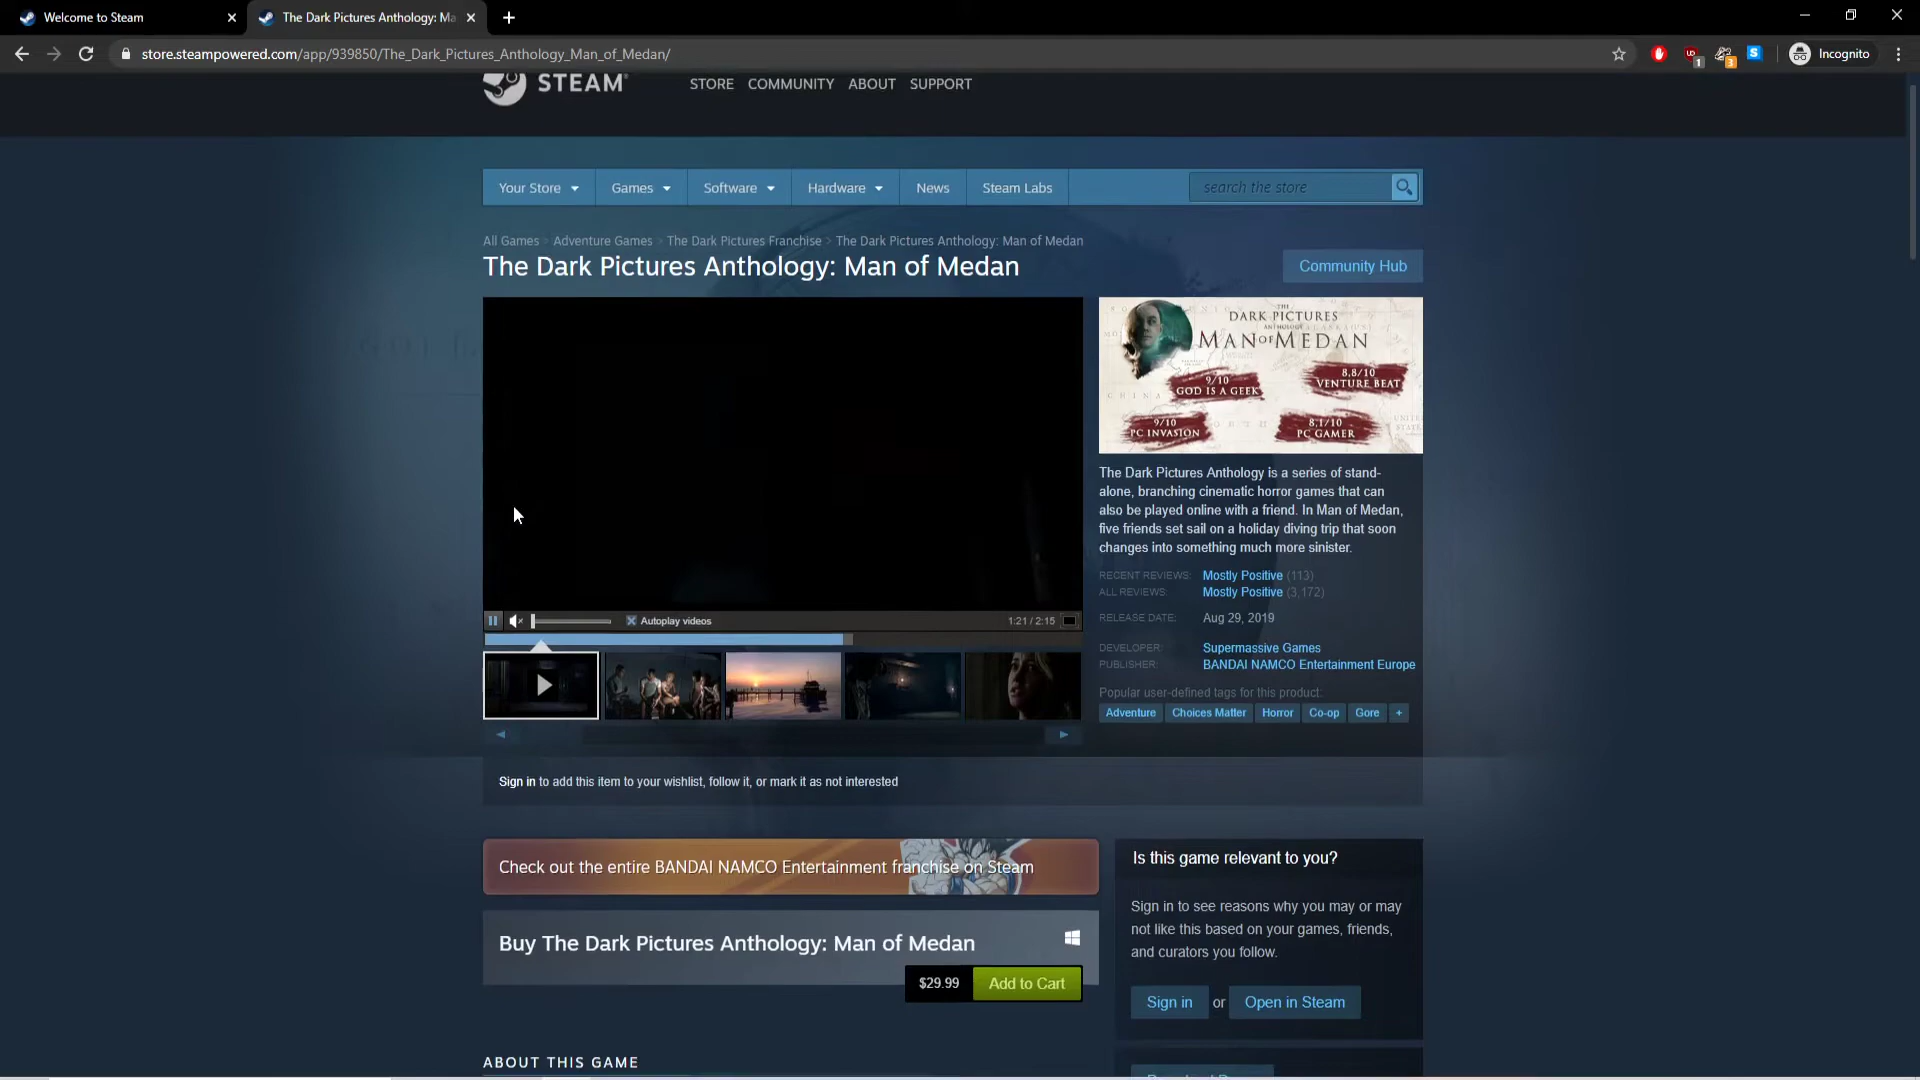 Welcome to Steam
The Dark Pictures Anthology: Ma
store.steampowered.com/app/939850/The_Dark_Pictures_Anthology_Man_of_Medan/
1
3
Incognito
STEAM
STORE COMMUNITY ABOUT SUPPORT
Your Store Games Software Hardware News Steam Labs search the store
All Games > Adventure Games > The Dark Pictures Franchise > The Dark Pictures Anthology: Man of Medan
The Dark Pictures Anthology: Man of Medan
Community Hub
THE
DARK PICTURES
ANTHOLOGY
MAN OF MEDAN
9/10
GOD IS A GEEK
8.8/10
VENTURE BEAT
9/10
PC INVASION
8.1/10
PC GAMER
The Dark Pictures Anthology is a series of stand-
alone, branching cinematic horror games that can
also be played online with a friend. In Man of Medan,
five friends set sail on a holiday diving trip that soon
changes into something much more sinister.
RECENT REVIEWS: Mostly Positive (113)
ALL REVIEWS: Mostly Positive (3,172)
RELEASE DATE: Aug 29, 2019
DEVELOPER: Supermassive Games
PUBLISHER: BANDAI NAMCO Entertainment Europe
Popular user-defined tags for this product:
Adventure Choices Matter Horror Co-op Gore +
Autoplay videos
1:21 / 2:15
Sign in to add this item to your wishlist, follow it, or mark it as not interested
Check out the entire BANDAI NAMCO Entertainment franchise on Steam
Buy The Dark Pictures Anthology: Man of Medan
$29.99 Add to Cart
Is this game relevant to you?
Sign in to see reasons why you may or may
not like this based on your games, friends,
and curators you follow.
Sign in or Open in Steam
ABOUT THIS GAME